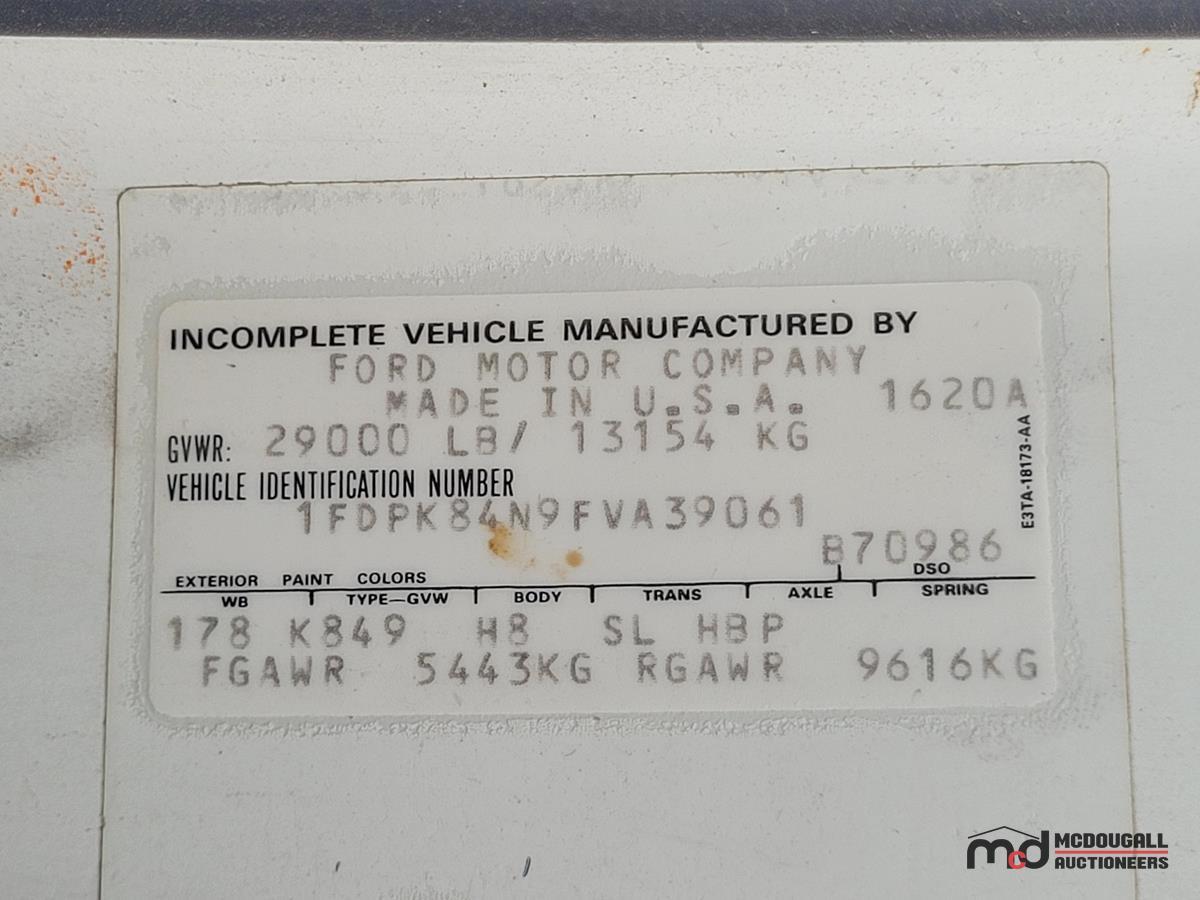 INCOMPLETE VEHICLE MANUFACTURED BY
FORD MOTOR COMPANY
MADE IN U.S.A. 1620A
GVWR: 29000 LB/ 13154 KG
VEHICLE IDENTIFICATION NUMBER
1FDPK84N9FVA39061
E3TA-18173-AA
B70986
EXTERIOR PAINT COLORS DSO
WB TYPE—GVW BODY TRANS AXLE SPRING
178 K849 H8 SL HBP
FGAWR 5443KG RGAWR 9616KG
mcd MCDOUGALL
AUCTIONEERS